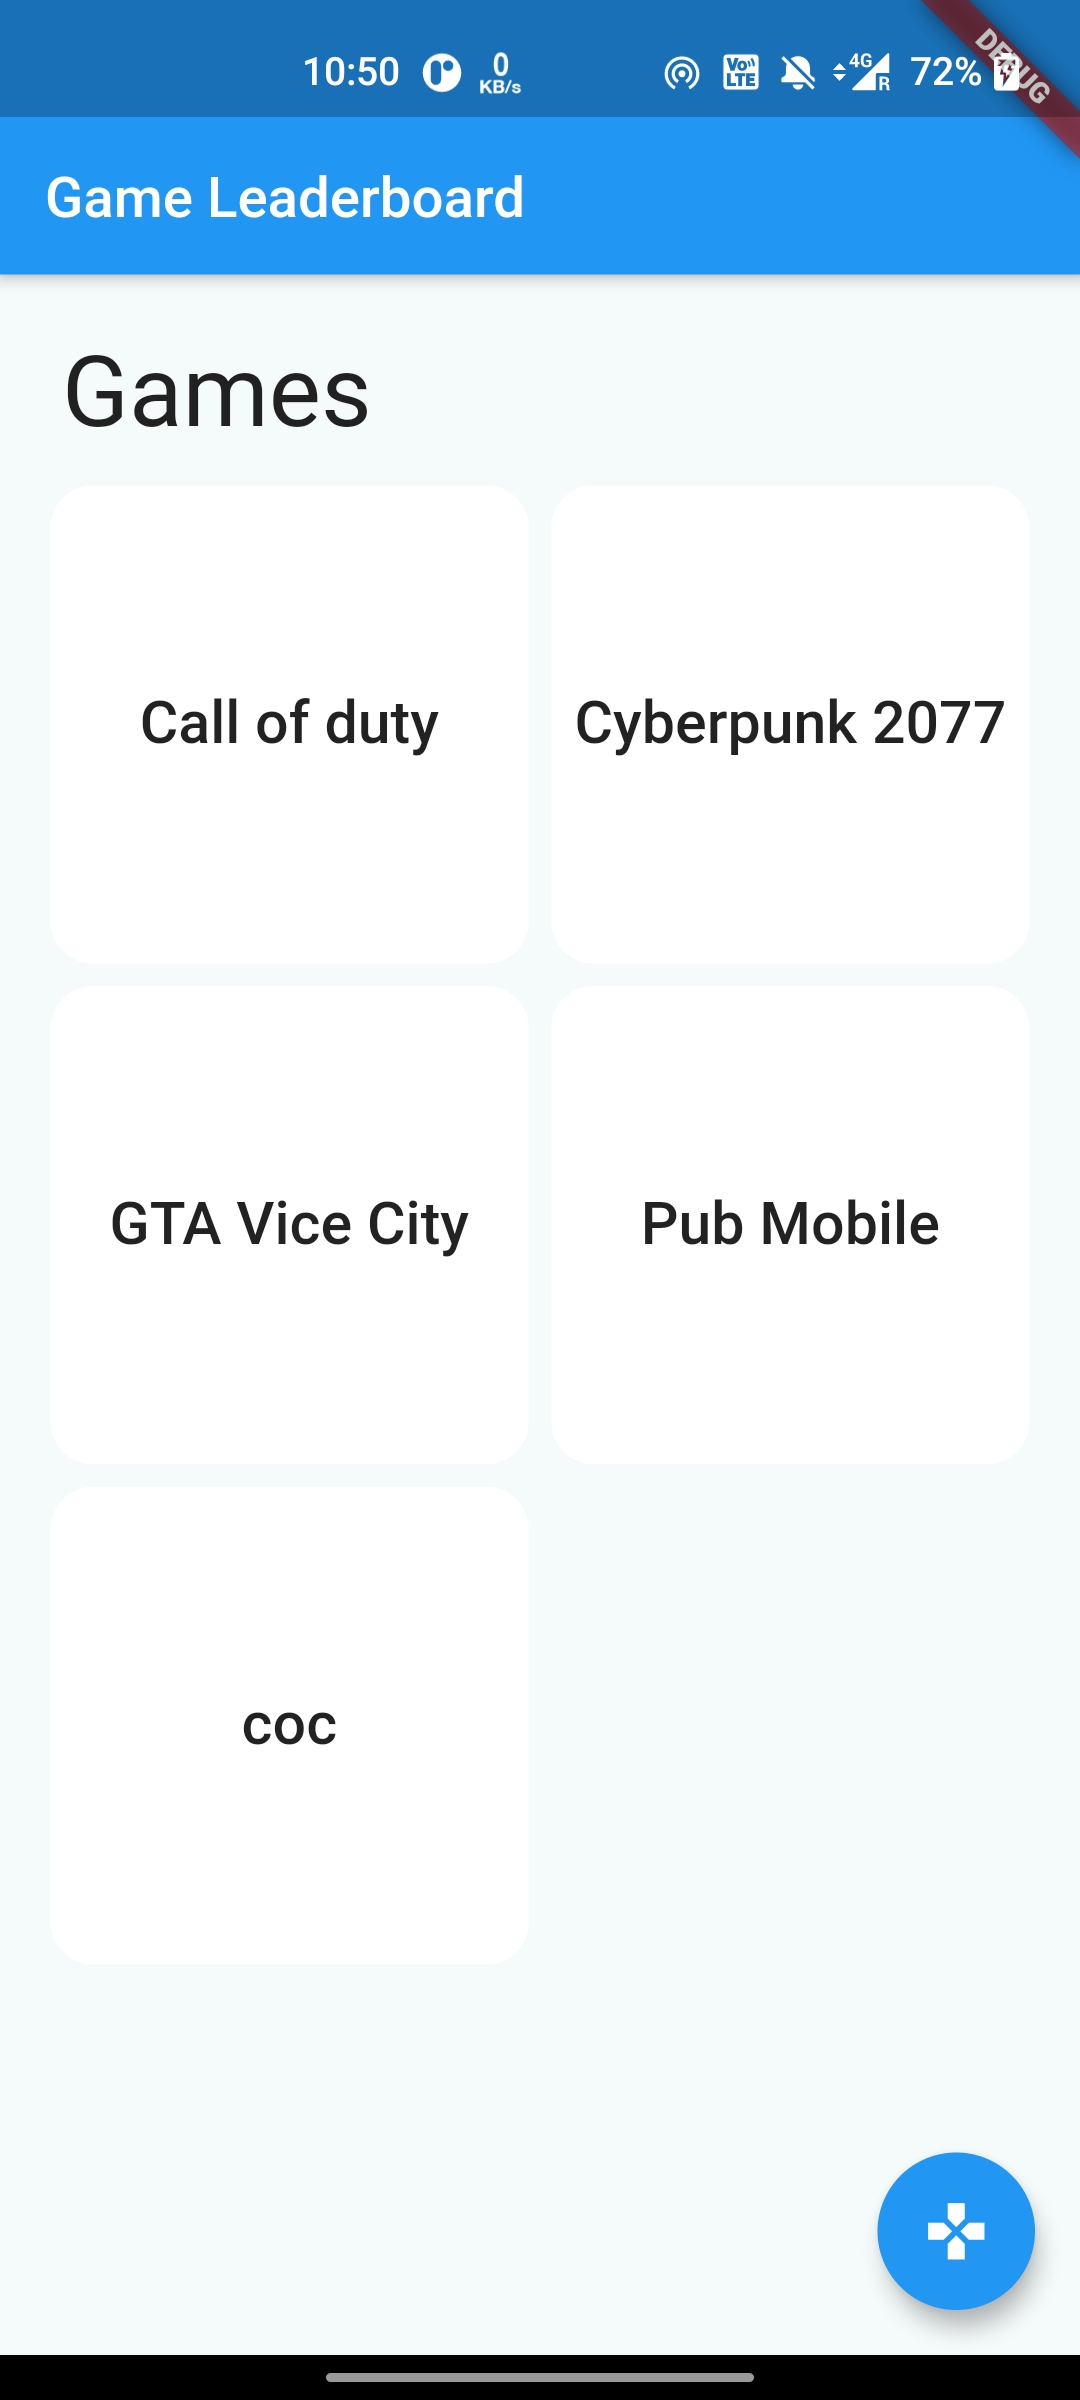 10:50 0 KB/s Vo)) LTE 4G R 72%
DEBUG
Game Leaderboard
Games
Call of duty
Cyberpunk 2077
GTA Vice City
Pub Mobile
coc